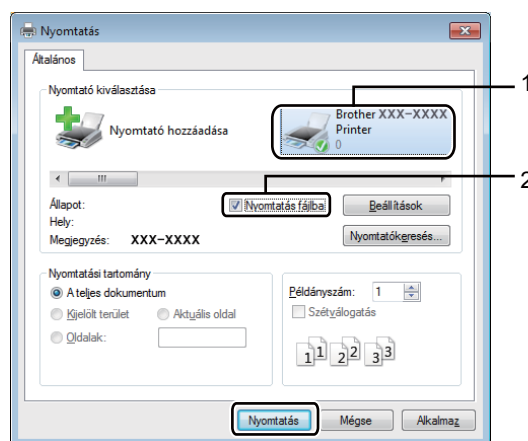 Nyomtatás
Általános
Nyomtató kiválasztása
Nyomtató hozzáadása
Brother XXX-XXXX
Printer
0
1
2
Állapot:
Nyomtatás fájlba
Beállítások
Hely:
Megjegyzés: XXX-XXXX
Nyomtatókeresés...
Nyomtatási tartomány
A teljes dokumentum
Kijelölt terület
Aktuális oldal
Oldalak:
Példányszám: 1
Szétválogatás
1 1 2 2 3 3
Nyomtatás
Mégse
Alkalmaz